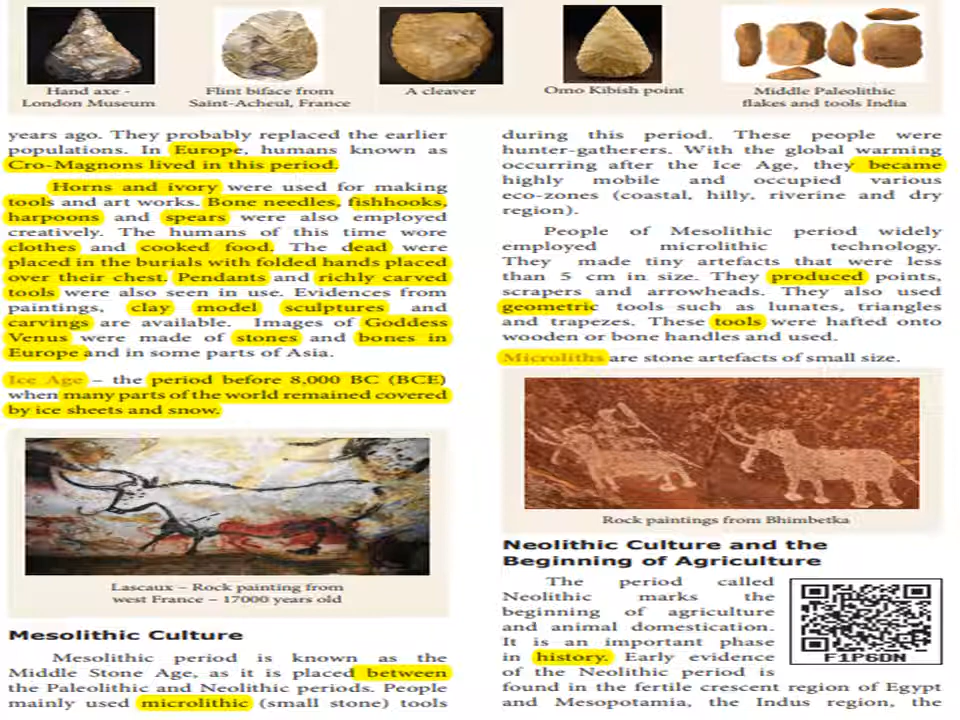 Hand axe -
London Museum
Flint biface from
Saint-Acheul, France
A cleaver
Omo Kibish point
Middle Paleolithic
flakes and tools India
years ago. They probably replaced the earlier
populations. In Europe, humans known as
Cro-Magnons lived in this period.
Horns and ivory were used for making
tools and art works. Bone needles, fishhooks,
harpoons and spears were also employed
creatively. The humans of this time wore
clothes and cooked food. The dead were
placed in the burials with folded hands placed
over their chest. Pendants and richly carved
tools were also seen in use. Evidences from
paintings, clay model sculptures and
carvings are available. Images of Goddess
Venus were made of stones and bones in
Europe and in some parts of Asia.
Ice Age – the period before 8,000 BC (BCE)
when many parts of the world remained covered
by ice sheets and snow.
Lascaux – Rock painting from
west France – 17000 years old
Mesolithic Culture
Mesolithic period is known as the
Middle Stone Age, as it is placed between
the Paleolithic and Neolithic periods. People
mainly used microlithic (small stone) tools
during this period. These people were
hunter-gatherers. With the global warming
occurring after the Ice Age, they became
highly mobile and occupied various
eco-zones (coastal, hilly, riverine and dry
region).
People of Mesolithic period widely
employed microlithic technology.
They made tiny artefacts that were less
than 5 cm in size. They produced points,
scrapers and arrowheads. They also used
geometric tools such as lunates, triangles
and trapezes. These tools were hafted onto
wooden or bone handles and used.
Microliths are stone artefacts of small size.
Rock paintings from Bhimbetka
Neolithic Culture and the
Beginning of Agriculture
The period called
Neolithic marks the
beginning of agriculture
and animal domestication.
It is an important phase
in history. Early evidence
of the Neolithic period is
found in the fertile crescent region of Egypt
and Mesopotamia, the Indus region, the
F1P6DN